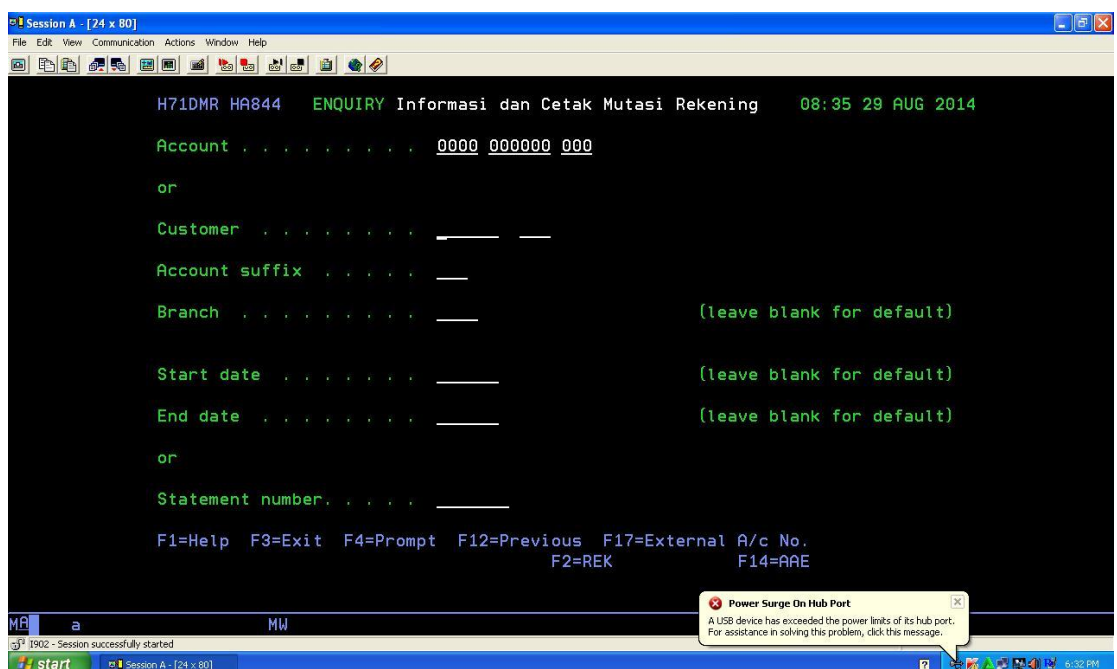 Session A - [24 x 80]
File Edit View Communication Actions Window Help
H71DMR HA844 ENQUIRY Informasi dan Cetak Mutasi Rekening 08:35 29 AUG 2014
Account . . . . . . . . . 0000 000000 000
or
Customer . . . . . . . .
Account suffix . . . . .
Branch . . . . . . . . . (leave blank for default)
Start date . . . . . . . (leave blank for default)
End date . . . . . . . . (leave blank for default)
or
Statement number. . . . .
F1=Help F3=Exit F4=Prompt F12=Previous F17=External A/c No.
F2=REK F14=AAE
Power Surge On Hub Port
A USB device has exceeded the power limits of its hub port.
For assistance in solving this problem, click this message.
MA a MW
I902 - Session successfully started
start Session A - [24 x 80] 6:32 PM